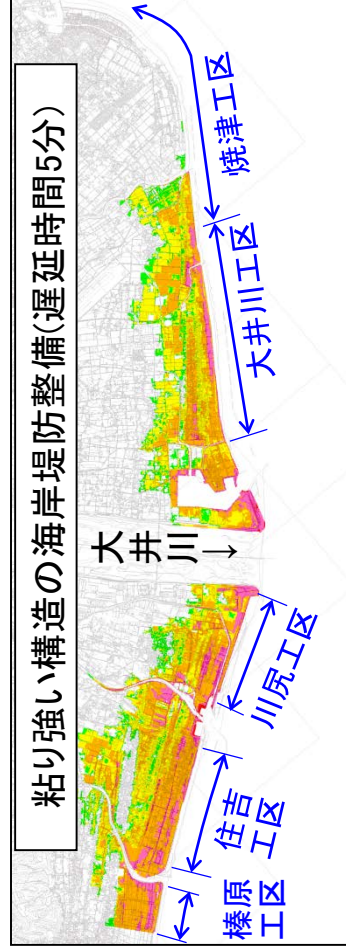 粘り強い構造の海岸堤防整備(遅延時間5分)
大井川→
焼津工区
大井川工区
川尻工区
住吉
工区
榛原
工区